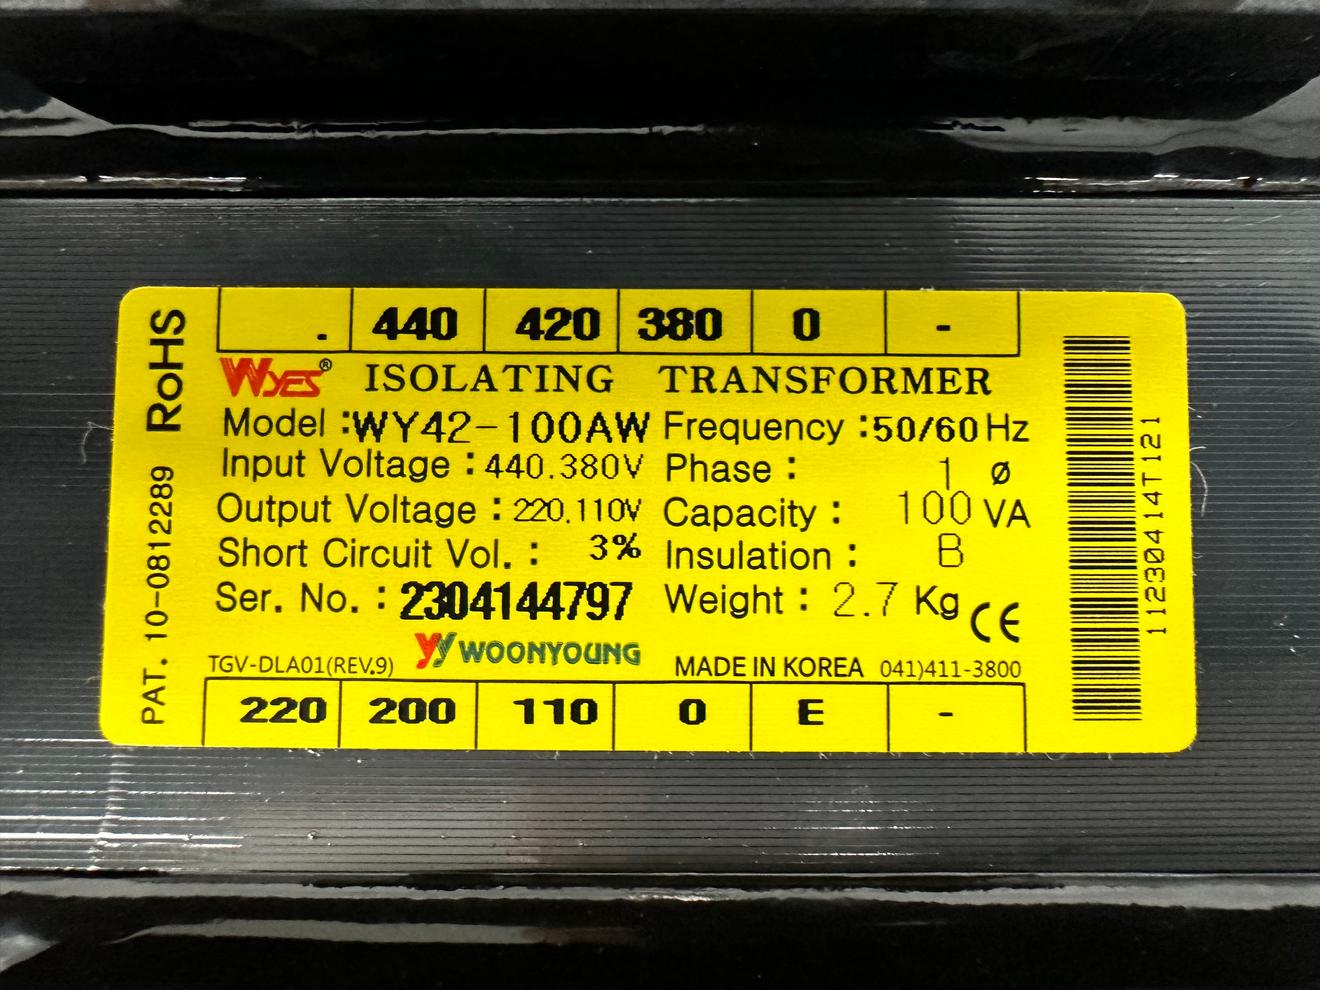 . 440 420 380 0 -
WYES® ISOLATING TRANSFORMER
Model : WY42-100AW Frequency : 50/60 Hz
Input Voltage : 440.380V Phase : 1 ø
Output Voltage : 220.110V Capacity : 100 VA
Short Circuit Vol. : 3% Insulation : B
Ser. No. : 2304144797 Weight : 2.7 Kg CE
TGV-DLA01(REV.9) yy WOONYOUNG MADE IN KOREA 041)411-3800
220 200 110 0 E -
PAT. 10-0812289 RoHS
11230414T121